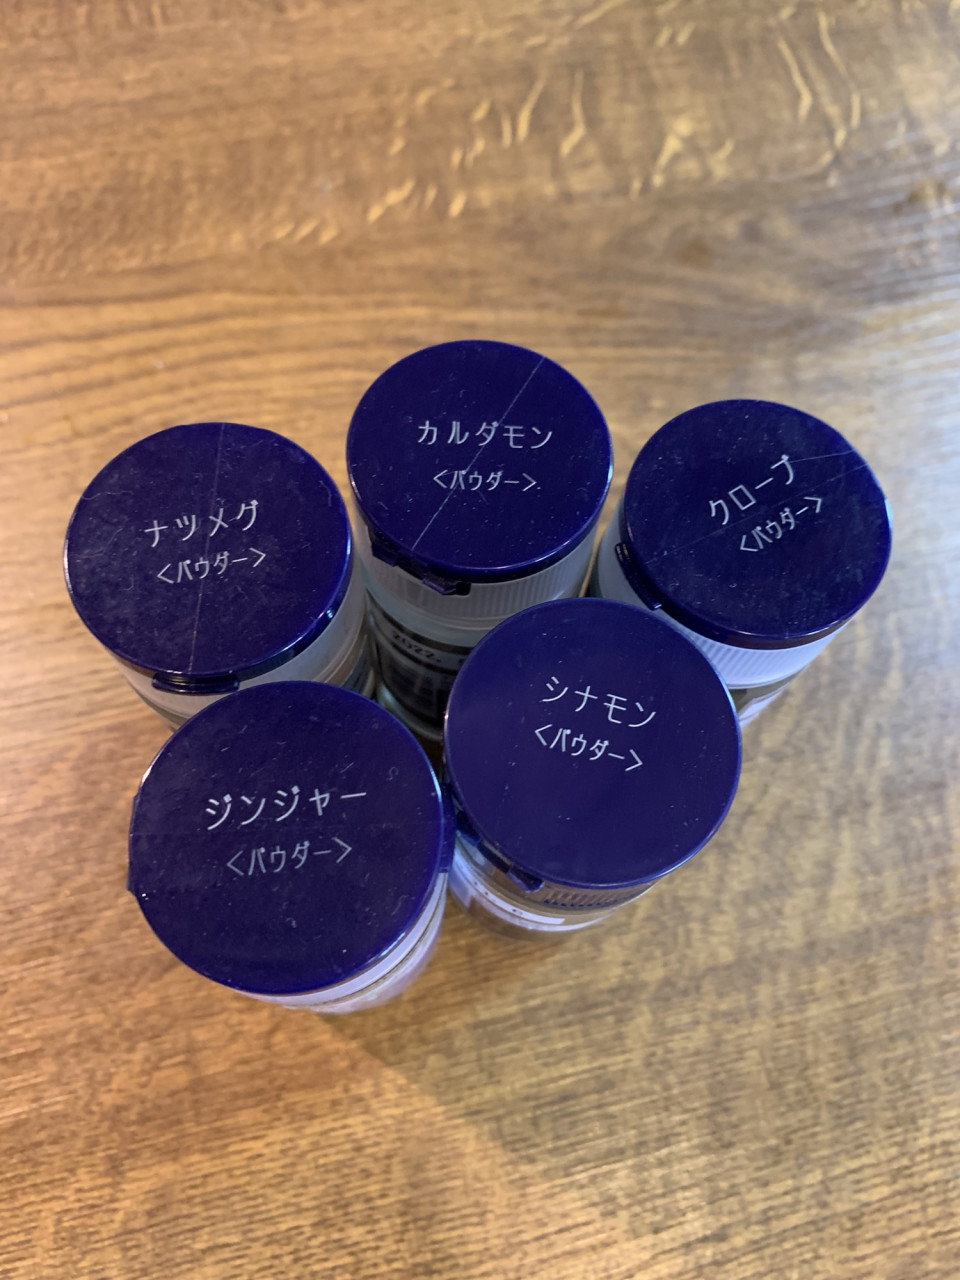 カルダモン
<パウダー>
クローブ
<パウダー>
ナツメグ
<パウダー>
シナモン
<パウダー>
ジンジャー
<パウダー>
2022.